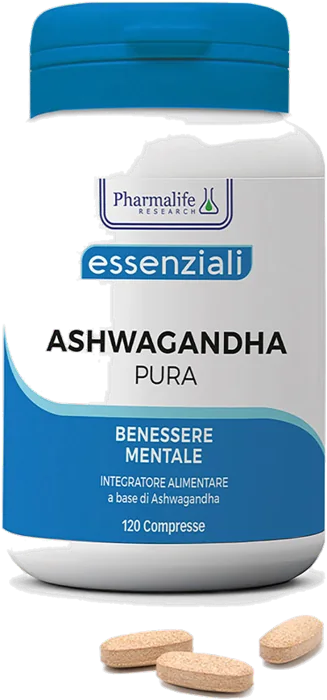 Pharmalife
RESEARCH
essenziali
ASHWAGANDHA
PURA
BENESSERE
MENTALE
INTEGRATORE ALIMENTARE
a base di Ashwagandha
120 Compresse